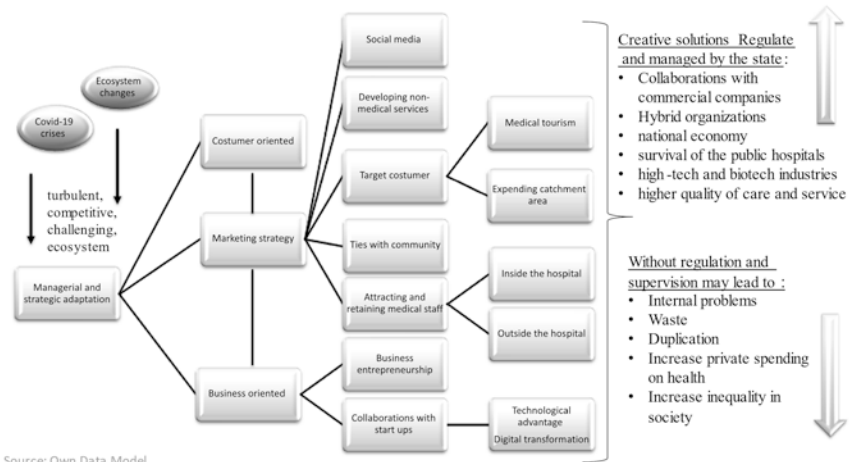 Ecosystem
changes
Covid-19
crises
turbulent,
competitive,
challenging,
ecosystem
Managerial and
strategic adaptation
Costumer oriented
Marketing strategy
Business oriented
Social media
Developing non-
medical services
Target costumer
Ties with community
Attracting and
retaining medical staff
Business
entrepreneurship
Collaborations with
start ups
Medical tourism
Expending catchment
area
Inside the hospital
Outside the hospital
Technological
advantage
Digital transformation
Creative solutions Regulate
and managed by the state:
• Collaborations with
commercial companies
• Hybrid organizations
• national economy
• survival of the public hospitals
• high -tech and biotech industries
• higher quality of care and service
Without regulation and
supervision may lead to :
• Internal problems
• Waste
• Duplication
• Increase private spending
on health
• Increase inequality in
society
Source: Own Data Model